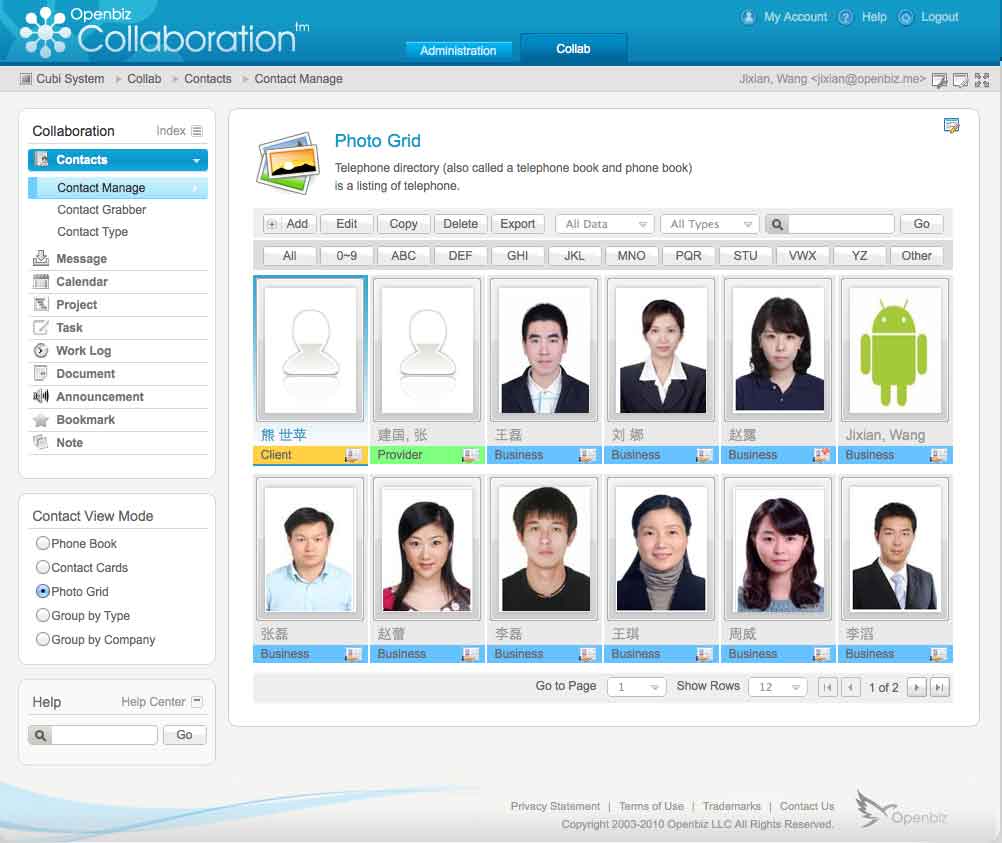 Openbiz
Collaboration™
My Account
Help
Logout
Administration
Collab
Cubi System
Collab
Contacts
Contact Manage
Jixian, Wang <jixian@openbiz.me>
Collaboration
Index
Contacts
Contact Manage
Contact Grabber
Contact Type
Message
Calendar
Project
Task
Work Log
Document
Announcement
Bookmark
Note
Contact View Mode
Phone Book
Contact Cards
Photo Grid
Group by Type
Group by Company
Help
Help Center
Go
Photo Grid
Telephone directory (also called a telephone book and phone book)
is a listing of telephone.
Add
Edit
Copy
Delete
Export
All Data
All Types
Go
All
0~9
ABC
DEF
GHI
JKL
MNO
PQR
STU
VWX
YZ
Other
熊 世苹
建国, 张
王磊
刘 娜
赵露
Jixian, Wang
Client
Provider
Business
Business
Business
Business
张磊
赵蕾
李磊
王琪
周威
李滔
Business
Business
Business
Business
Business
Business
Go to Page
1
Show Rows
12
1 of 2
Privacy Statement | Terms of Use | Trademarks | Contact Us
Copyright 2003-2010 Openbiz LLC All Rights Reserved.
Openbiz